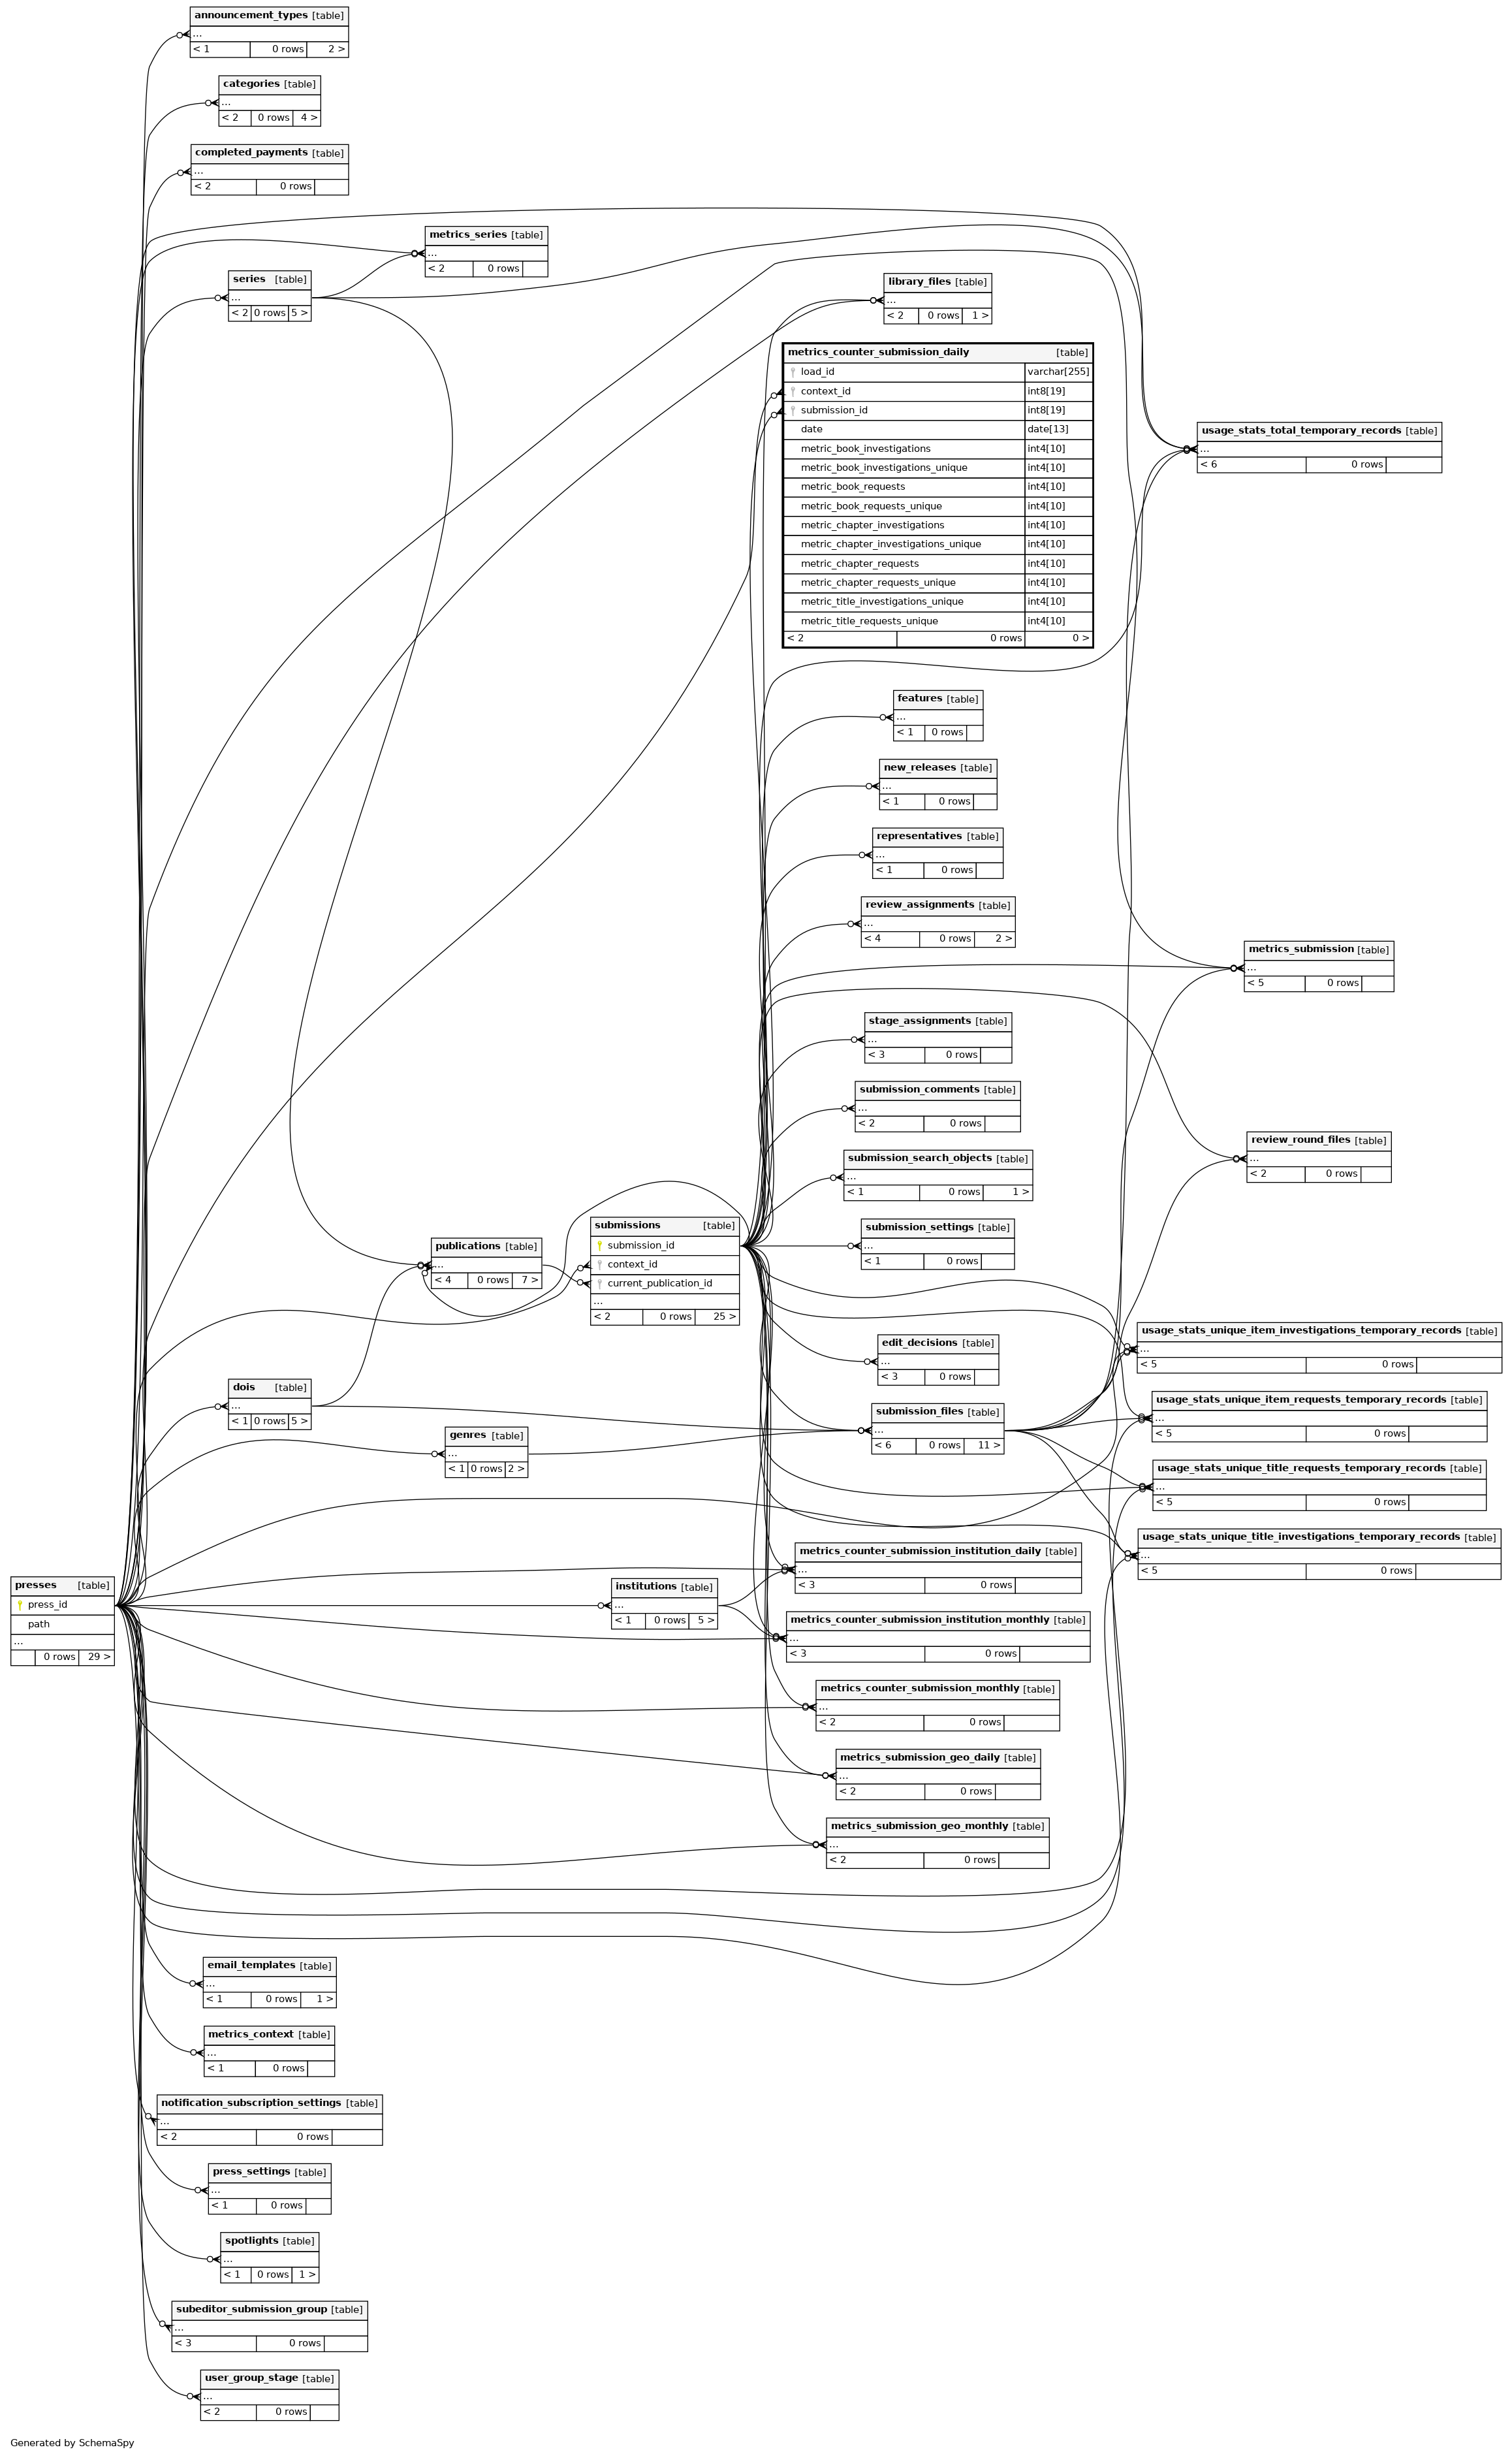 announcement_types [table]
...
< 1 0 rows 2 >
categories [table]
...
< 2 0 rows 4 >
completed_payments [table]
...
< 2 0 rows
metrics_series [table]
...
< 2 0 rows
series [table]
...
< 2 0 rows 5 >
library_files [table]
...
< 2 0 rows 1 >
metrics_counter_submission_daily [table]
load_id varchar[255]
context_id int8[19]
submission_id int8[19]
date date[13]
metric_book_investigations int4[10]
metric_book_investigations_unique int4[10]
metric_book_requests int4[10]
metric_book_requests_unique int4[10]
metric_chapter_investigations int4[10]
metric_chapter_investigations_unique int4[10]
metric_chapter_requests int4[10]
metric_chapter_requests_unique int4[10]
metric_title_investigations_unique int4[10]
metric_title_requests_unique int4[10]
< 2 0 rows 0 >
usage_stats_total_temporary_records [table]
...
< 6 0 rows
features [table]
...
< 1 0 rows
new_releases [table]
...
< 1 0 rows
representatives [table]
...
< 1 0 rows
review_assignments [table]
...
< 4 0 rows 2 >
metrics_submission [table]
...
< 5 0 rows
stage_assignments [table]
...
< 3 0 rows
submission_comments [table]
...
< 2 0 rows
review_round_files [table]
...
< 2 0 rows
submission_search_objects [table]
...
< 1 0 rows 1 >
submissions [table]
submission_id
context_id
current_publication_id
...
< 2 0 rows 25 >
submission_settings [table]
...
< 1 0 rows
publications [table]
...
< 4 0 rows 7 >
usage_stats_unique_item_investigations_temporary_records [table]
...
< 5 0 rows
edit_decisions [table]
...
< 3 0 rows
dois [table]
...
< 1 0 rows 5 >
usage_stats_unique_item_requests_temporary_records [table]
...
< 5 0 rows
submission_files [table]
...
< 6 0 rows 11 >
genres [table]
...
< 1 0 rows 2 >
usage_stats_unique_title_requests_temporary_records [table]
...
< 5 0 rows
usage_stats_unique_title_investigations_temporary_records [table]
...
< 5 0 rows
metrics_counter_submission_institution_daily [table]
...
< 3 0 rows
presses [table]
press_id
path
...
0 rows 29 >
institutions [table]
...
< 1 0 rows 5 >
metrics_counter_submission_institution_monthly [table]
...
< 3 0 rows
metrics_counter_submission_monthly [table]
...
< 2 0 rows
metrics_submission_geo_daily [table]
...
< 2 0 rows
metrics_submission_geo_monthly [table]
...
< 2 0 rows
email_templates [table]
...
< 1 0 rows 1 >
metrics_context [table]
...
< 1 0 rows
notification_subscription_settings [table]
...
< 2 0 rows
press_settings [table]
...
< 1 0 rows
spotlights [table]
...
< 1 0 rows 1 >
subeditor_submission_group [table]
...
< 3 0 rows
user_group_stage [table]
...
< 2 0 rows
Generated by SchemaSpy